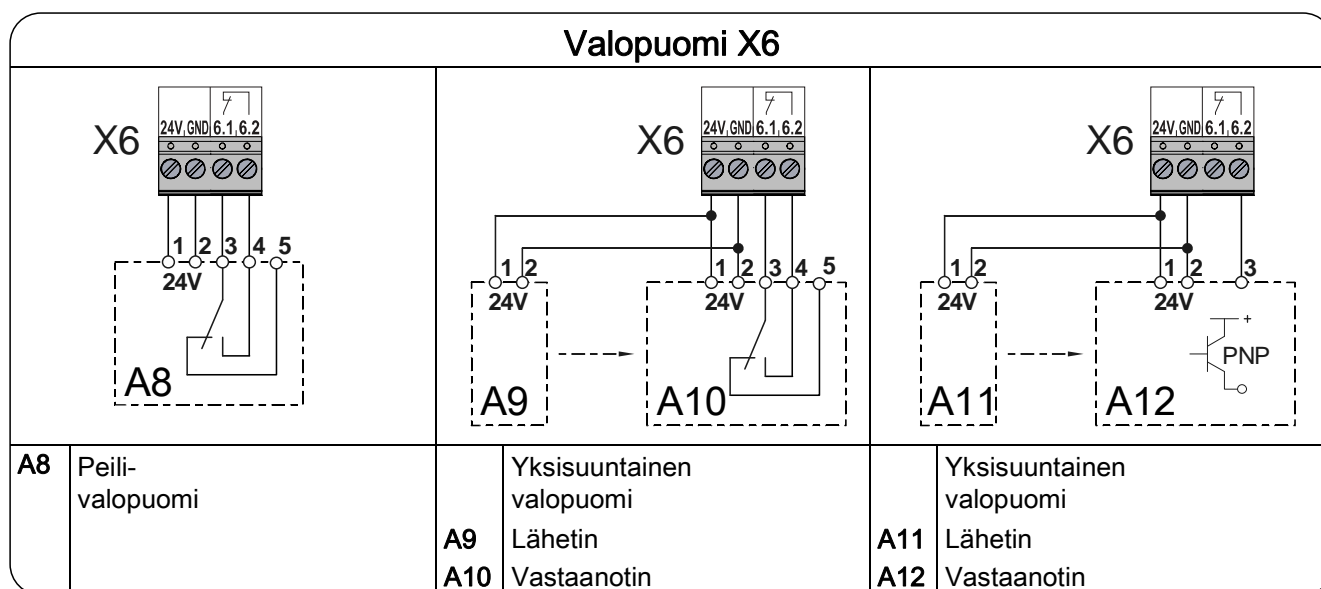 Valopuomi X6
X6
24V GND 6.1 6.2
1 2 3 4 5
24V
A8
X6
24V GND 6.1 6.2
1 2
24V
A9
1 2 3 4 5
24V
A10
X6
24V GND 6.1 6.2
1 2
24V
A11
1 2 3
24V
+
PNP
A12
A8 Peili-
valopuomi
Yksisuuntainen
valopuomi
A9 Lähetin
A10 Vastaanotin
Yksisuuntainen
valopuomi
A11 Lähetin
A12 Vastaanotin